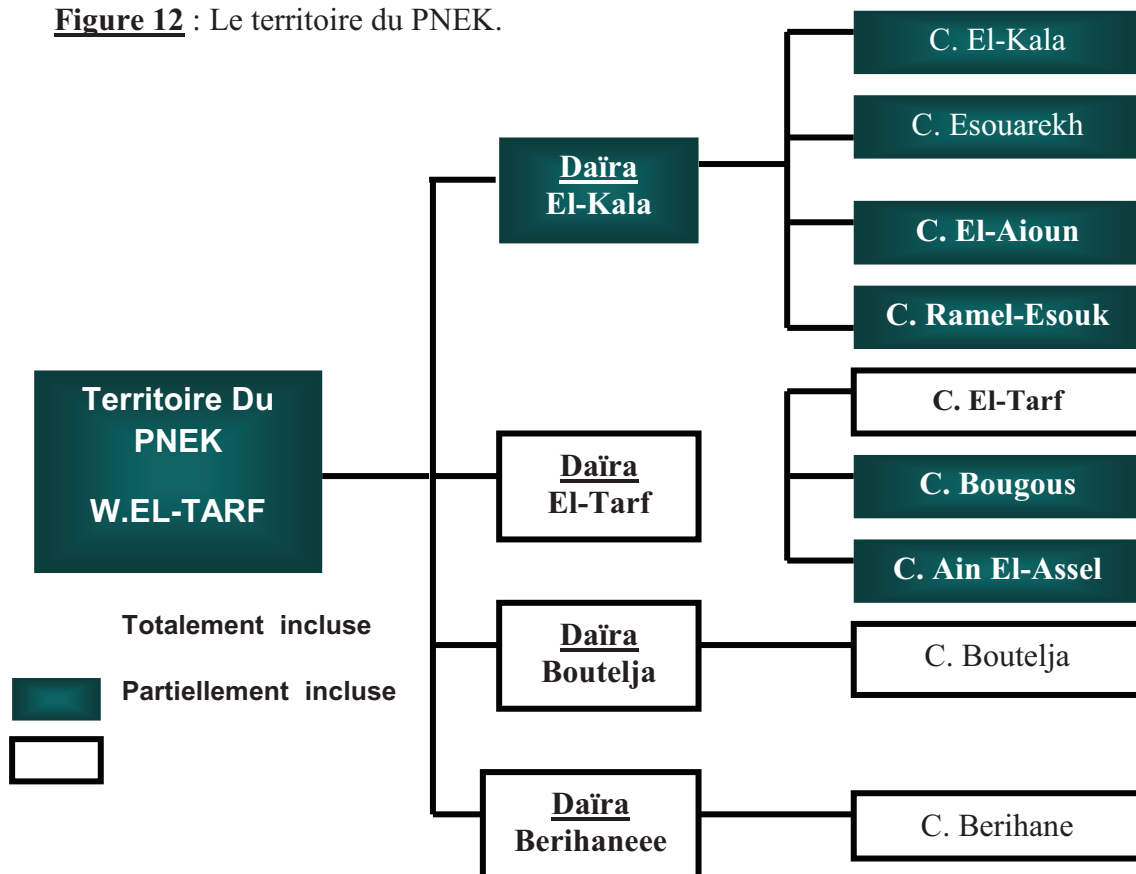 Figure 12 : Le territoire du PNEK.
C. El-Kala
C. Esouarekh
Daïra
El-Kala
C. El-Aioun
C. Ramel-Esouk
Territoire Du
PNEK
W.EL-TARF
C. El-Tarf
Daïra
El-Tarf
C. Bougous
C. Ain El-Assel
Totalement incluse
Partiellement incluse
Daïra
Boutelja
C. Boutelja
Daïra
Berihaneee
C. Berihane